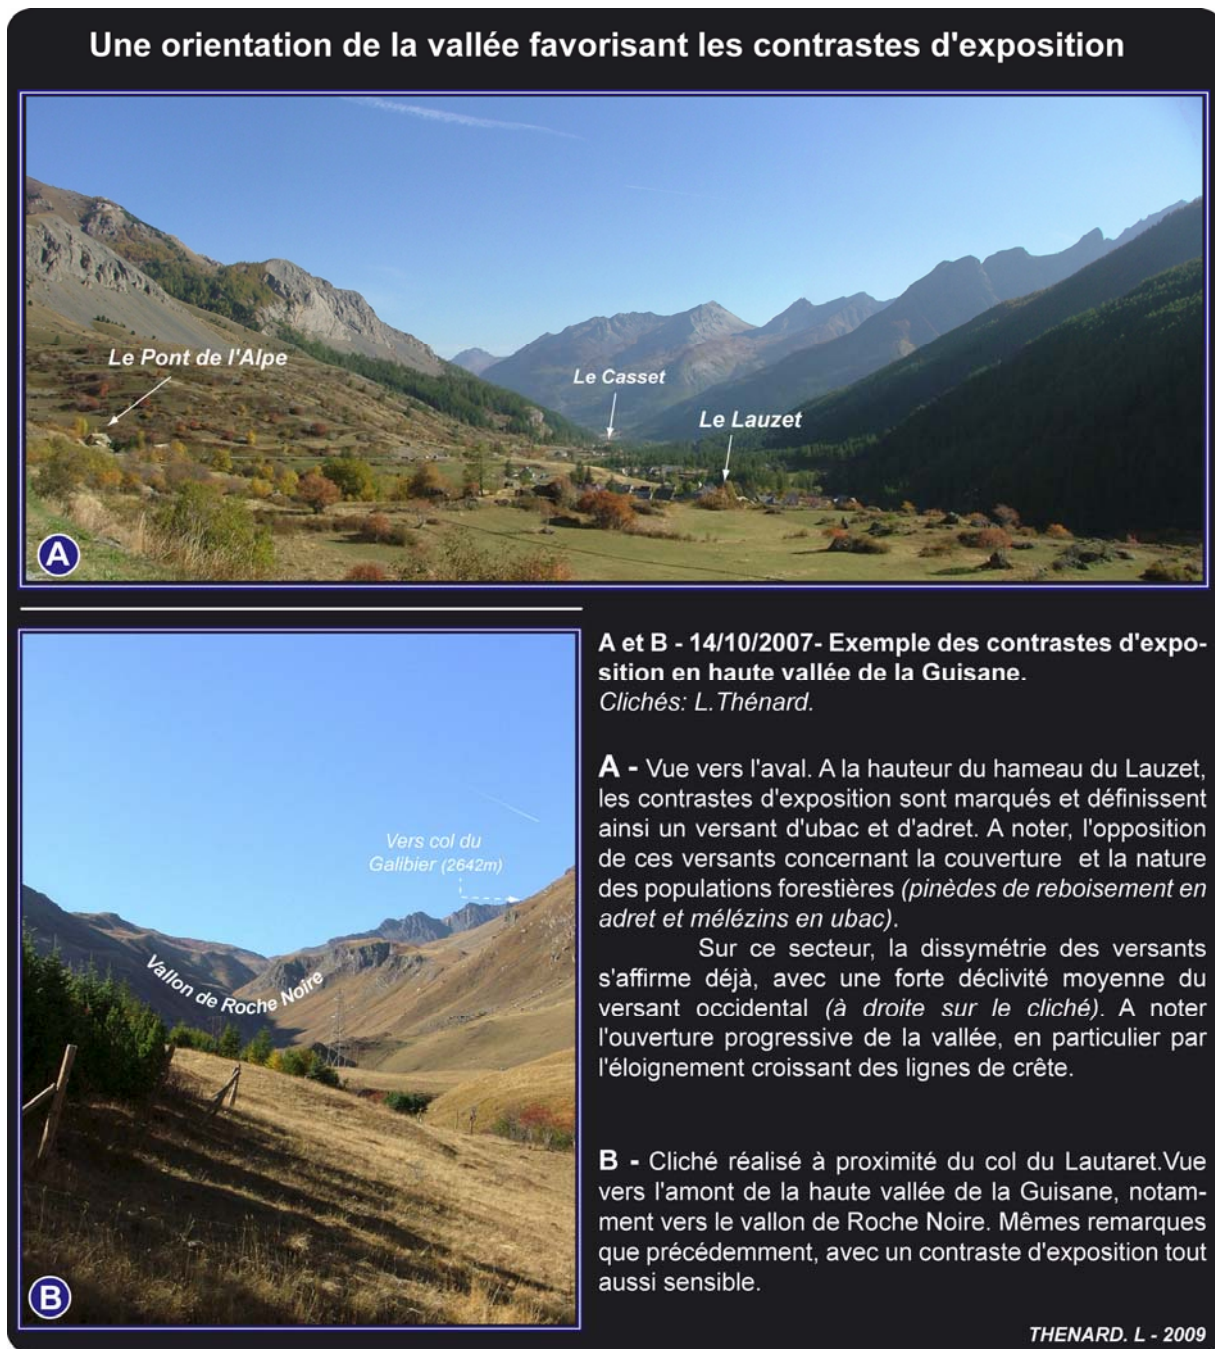 Une orientation de la vallée favorisant les contrastes d'exposition
Le Pont de l'Alpe
Le Casset
Le Lauzet
A
A et B - 14/10/2007- Exemple des contrastes d'expo-
sition en haute vallée de la Guisane.
Clichés: L.Thénard.
A - Vue vers l'aval. A la hauteur du hameau du Lauzet,
les contrastes d'exposition sont marqués et définissent
ainsi un versant d'ubac et d'adret. A noter, l'opposition
de ces versants concernant la couverture et la nature
des populations forestières (pinèdes de reboisement en
adret et mélézins en ubac).
Sur ce secteur, la dissymétrie des versants
s'affirme déjà, avec une forte déclivité moyenne du
versant occidental (à droite sur le cliché). A noter
l'ouverture progressive de la vallée, en particulier par
l'éloignement croissant des lignes de crête.
Vers col du
Galibier (2642m)
Vallon de Roche Noire
B
B - Cliché réalisé à proximité du col du Lautaret.Vue
vers l'amont de la haute vallée de la Guisane, notam-
ment vers le vallon de Roche Noire. Mêmes remarques
que précédemment, avec un contraste d'exposition tout
aussi sensible.
THENARD. L - 2009